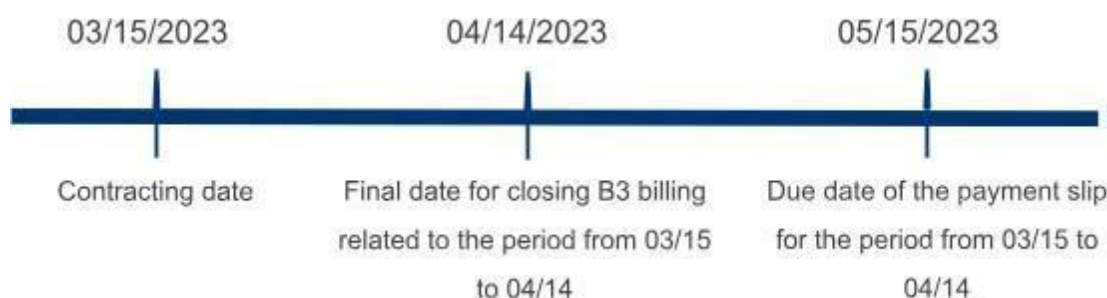 03/15/2023
04/14/2023
05/15/2023
Contracting date
Final date for closing B3 billing
related to the period from 03/15
to 04/14
Due date of the payment slip
for the period from 03/15 to
04/14